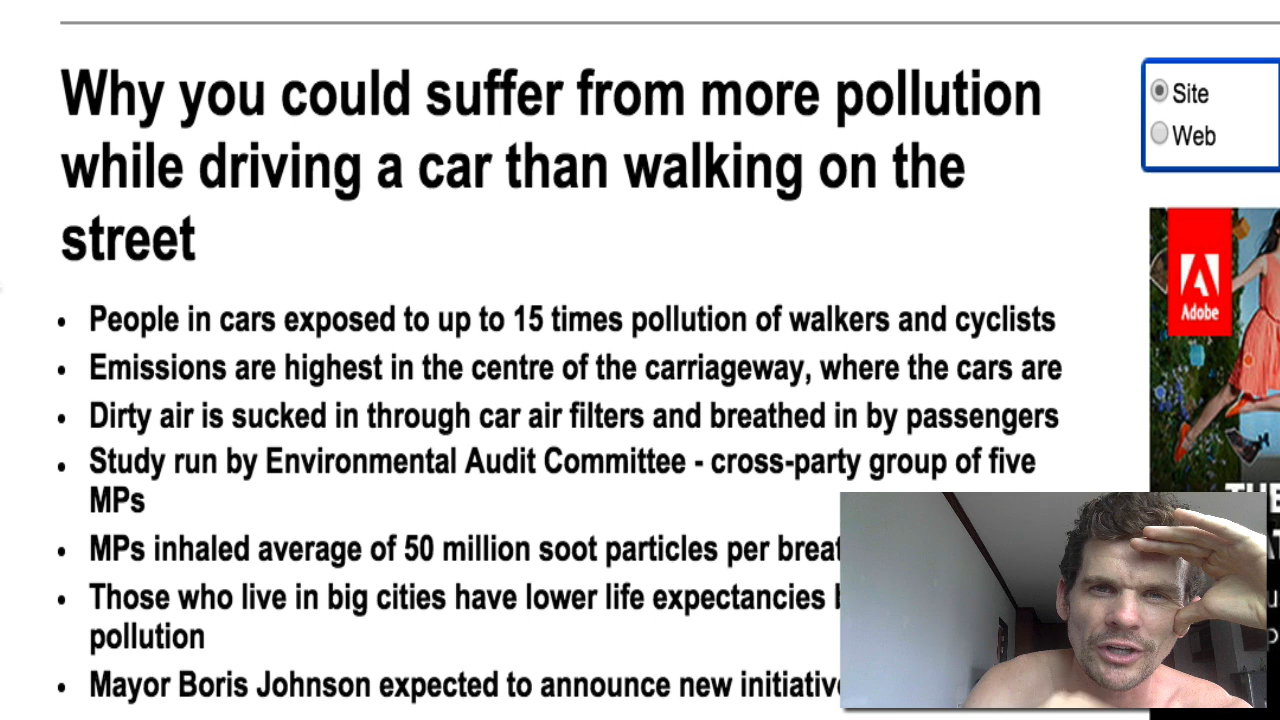 Why you could suffer from more pollution
while driving a car than walking on the
street
Site
Web
Adobe
• People in cars exposed to up to 15 times pollution of walkers and cyclists
• Emissions are highest in the centre of the carriageway, where the cars are
• Dirty air is sucked in through car air filters and breathed in by passengers
• Study run by Environmental Audit Committee - cross-party group of five
MPs
• MPs inhaled average of 50 million soot particles per
• Those who live in big cities have lower life expectancies
pollution
• Mayor Boris Johnson expected to announce new